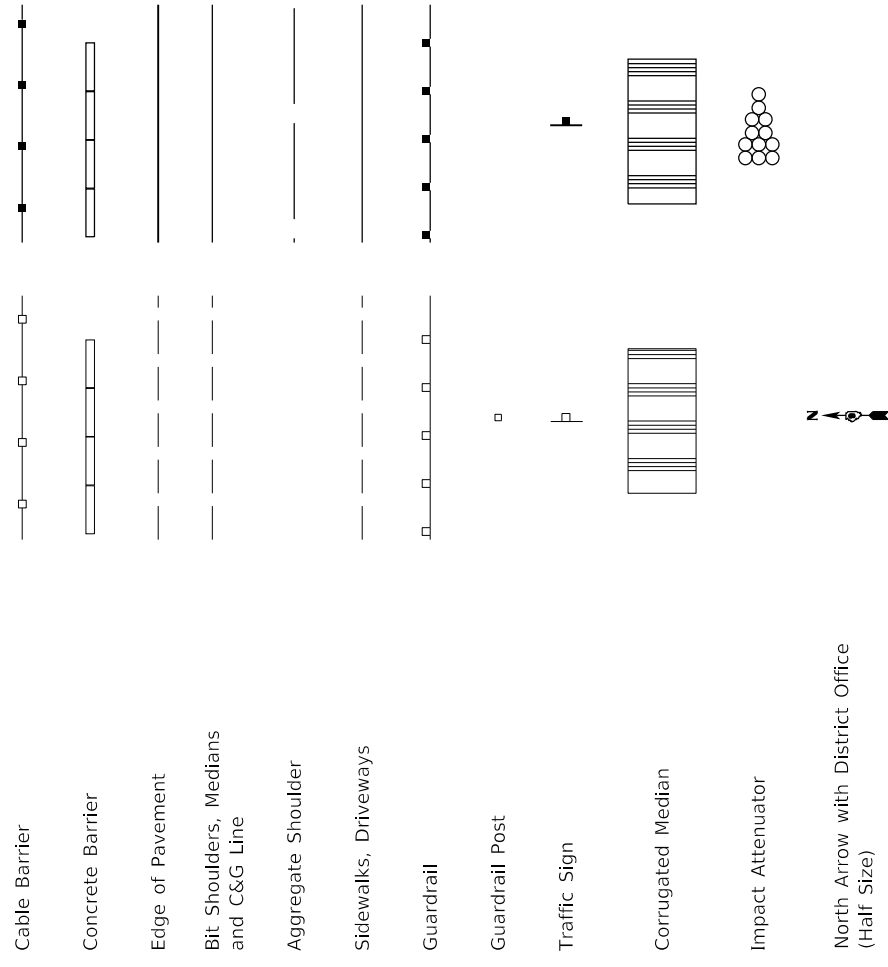 Cable Barrier
Concrete Barrier
Edge of Pavement
Bit Shoulders, Medians
and C&G Line
Aggregate Shoulder
Sidewalks, Driveways
Guardrail
Guardrail Post
Traffic Sign
Corrugated Median
Impact Attenuator
North Arrow with District Office
(Half Size)
N